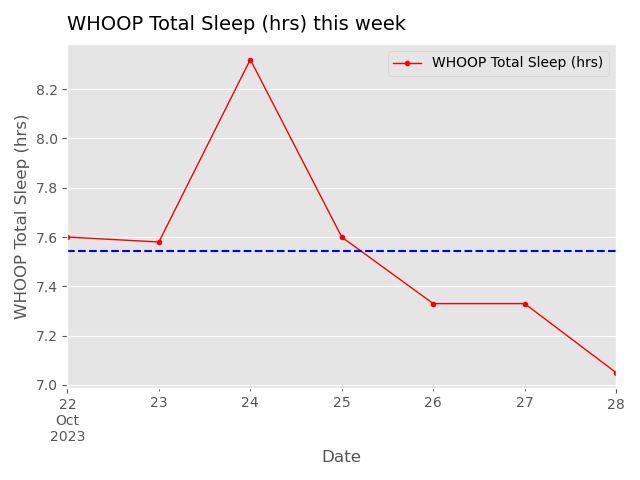 WHOOP Total Sleep (hrs) this week
WHOOP Total Sleep (hrs)
WHOOP Total Sleep (hrs)
8.2
8.0
7.8
7.6
7.4
7.2
7.0
22 23 24 25 26 27 28
Oct
2023
Date